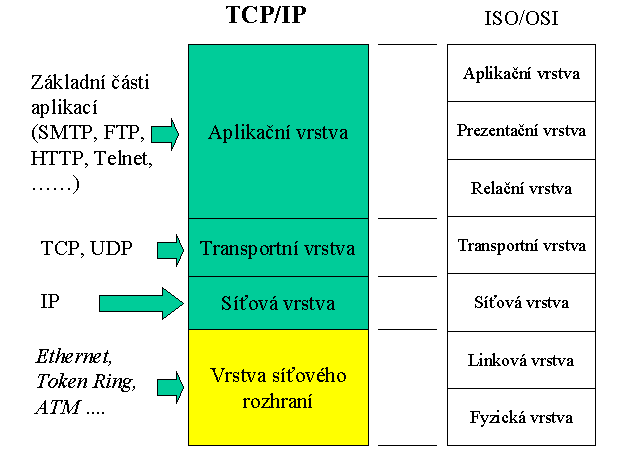 TCP/IP
ISO/OSI
Základní části
aplikací
(SMTP, FTP,
HTTP, Telnet,
……)
TCP, UDP
IP
Ethernet,
Token Ring,
ATM ....
Aplikační vrstva
Transportní vrstva
Síťová vrstva
Vrstva síťového
rozhraní
Aplikační vrstva
Prezentační vrstva
Relační vrstva
Transportní vrstva
Síťová vrstva
Linková vrstva
Fyzická vrstva